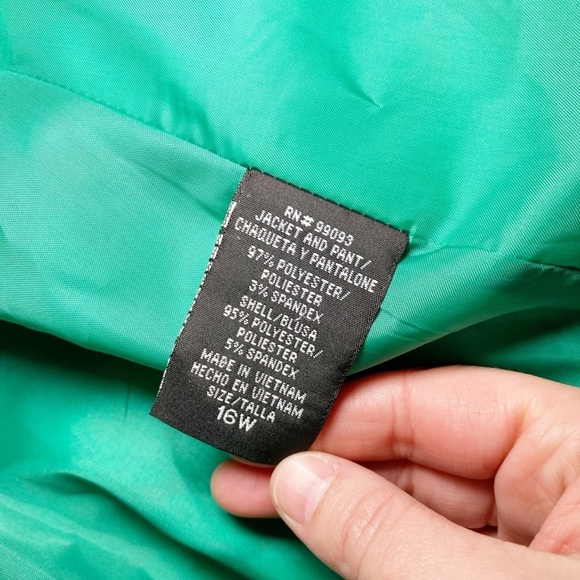 RN# 99093
JACKET AND PANT/
CHAQUETA Y PANTALONE
97% POLYESTER/
POLIESTER
3% SPANDEX
SHELL/BLUSA
95% POLYESTER/
POLIESTER
5% SPANDEX
MADE IN VIETNAM
HECHO EN VIETNAM
SIZE/TALLA
16W